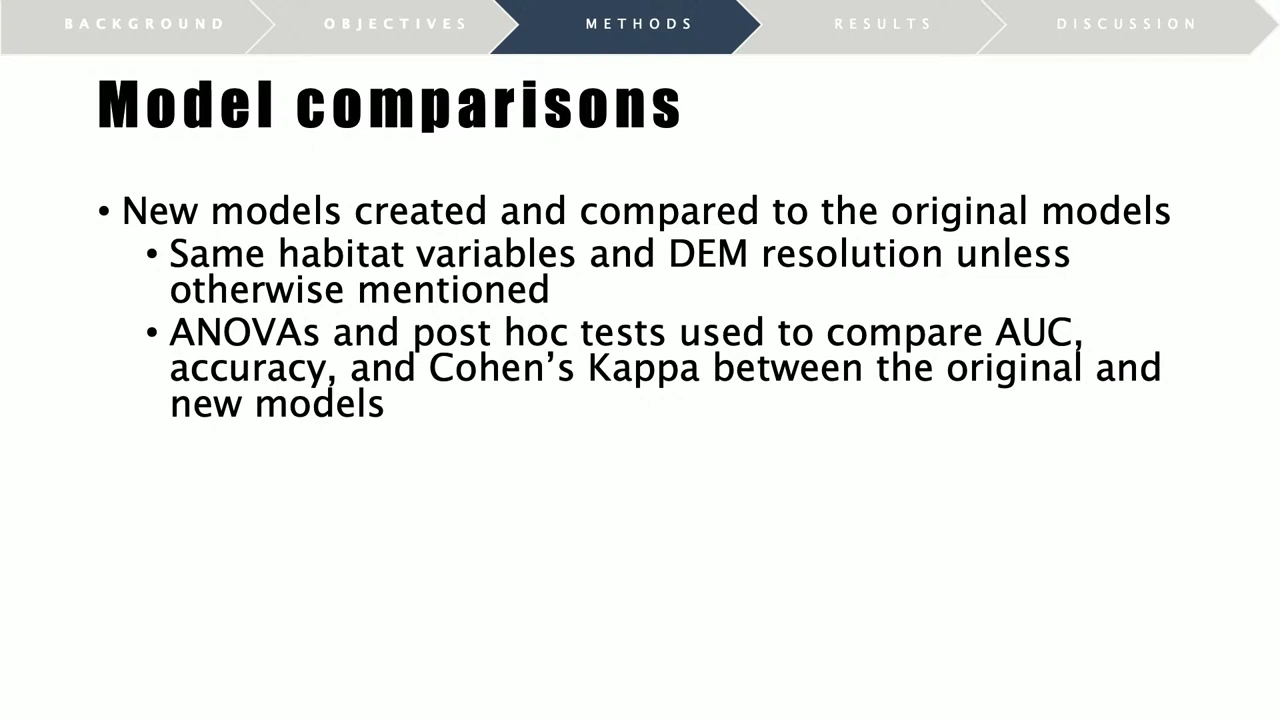 BACKGROUND OBJECTIVES METHODS RESULTS DISCUSSION
Model comparisons
• New models created and compared to the original models
• Same habitat variables and DEM resolution unless
otherwise mentioned
• ANOVAs and post hoc tests used to compare AUC,
accuracy, and Cohen’s Kappa between the original and
new models